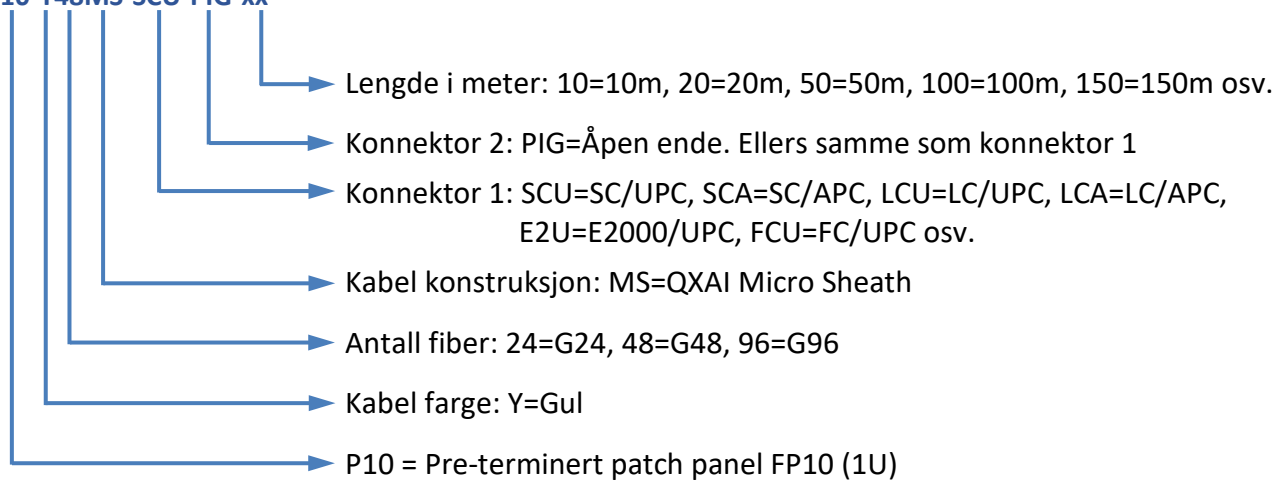 Lengde i meter: 10=10m, 20=20m, 50=50m, 100=100m, 150=150m osv.
Konnektor 2: PIG=Åpen ende. Ellers samme som konnektor 1
Konnektor 1: SCU=SC/UPC, SCA=SC/APC, LCU=LC/UPC, LCA=LC/APC,
E2U=E2000/UPC, FCU=FC/UPC osv.
Kabel konstruksjon: MS=QXAI Micro Sheath
Antall fiber: 24=G24, 48=G48, 96=G96
Kabel farge: Y=Gul
P10 = Pre-terminert patch panel FP10 (1U)